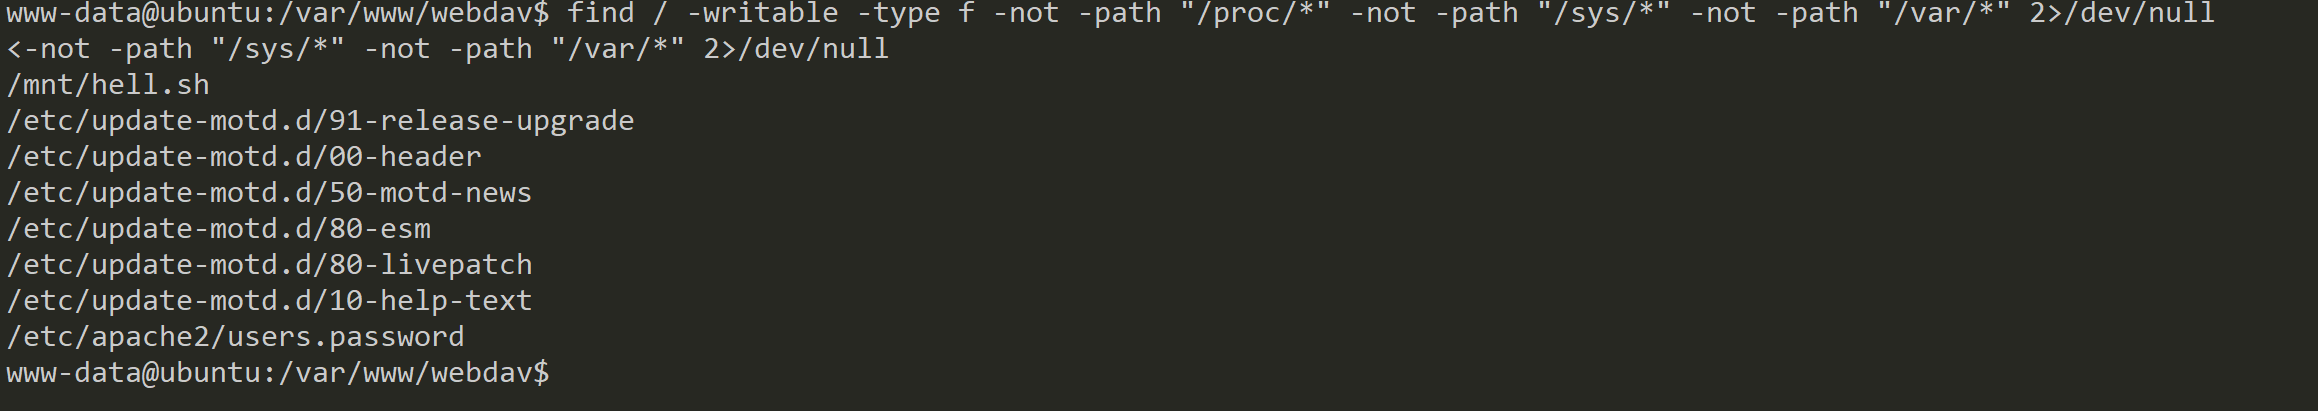 www-data@ubuntu:/var/www/webdav$ find / -writable -type f -not -path "/proc/*" -not -path "/sys/*" -not -path "/var/*" 2>/dev/null
<-not -path "/sys/*" -not -path "/var/*" 2>/dev/null
/mnt/hell.sh
/etc/update-motd.d/91-release-upgrade
/etc/update-motd.d/00-header
/etc/update-motd.d/50-motd-news
/etc/update-motd.d/80-esm
/etc/update-motd.d/80-livepatch
/etc/update-motd.d/10-help-text
/etc/apache2/users.password
www-data@ubuntu:/var/www/webdav$